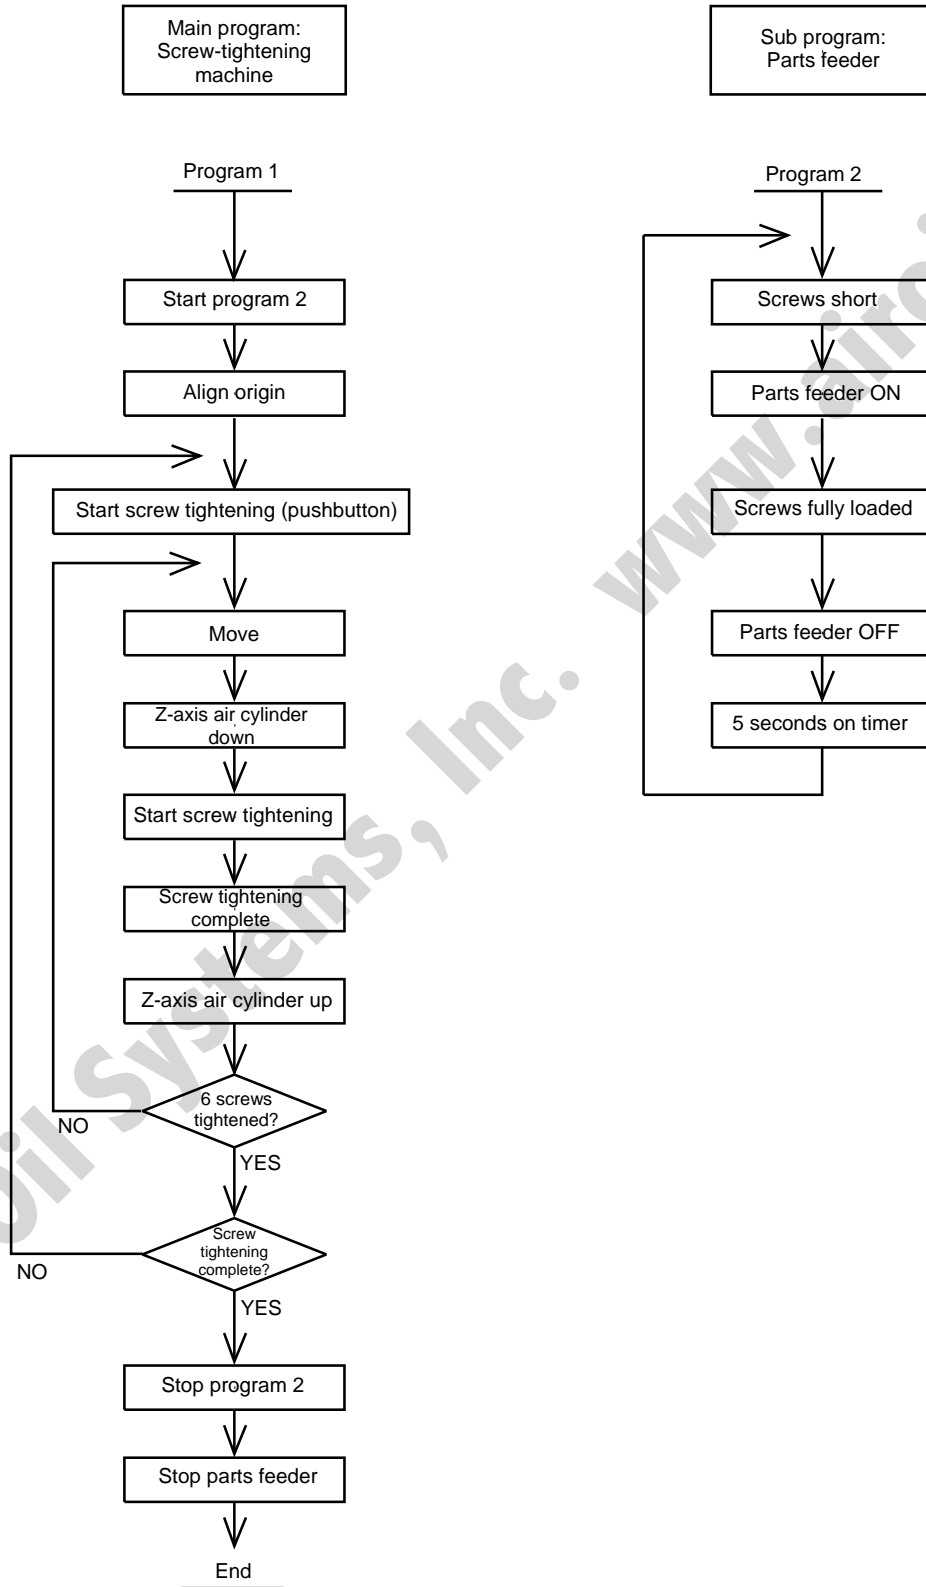 Main program:
Screw-tightening
machine
Program 1
Start program 2
Align origin
Start screw tightening (pushbutton)
Move
Z-axis air cylinder
down
Start screw tightening
Screw tightening
complete
Z-axis air cylinder up
6 screws
tightened?
NO
YES
Screw
tightening
complete?
NO
YES
Stop program 2
Stop parts feeder
End
Sub program:
Parts feeder
Program 2
Screws short
Parts feeder ON
Screws fully loaded
Parts feeder OFF
5 seconds on timer
Systems, Inc. www.